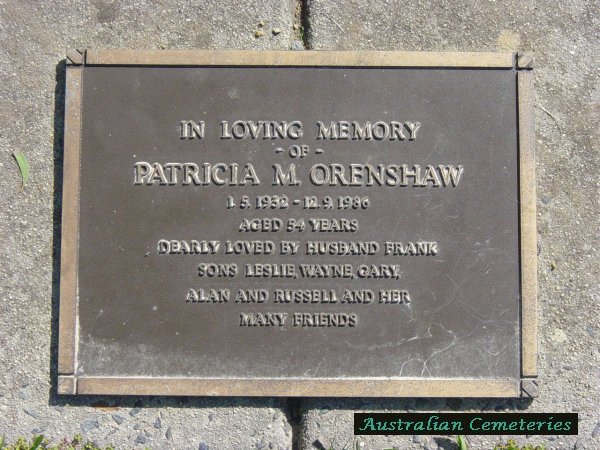 IN LOVING MEMORY
- OF -
PATRICIA M. ORENSHAW
1. 5. 1932 - 12. 9. 1986
AGED 54 YEARS
DEARLY LOVED BY HUSBAND FRANK
SONS LESLIE, WAYNE, GARY,
ALAN AND RUSSELL AND HER
MANY FRIENDS
Australian Cemeteries